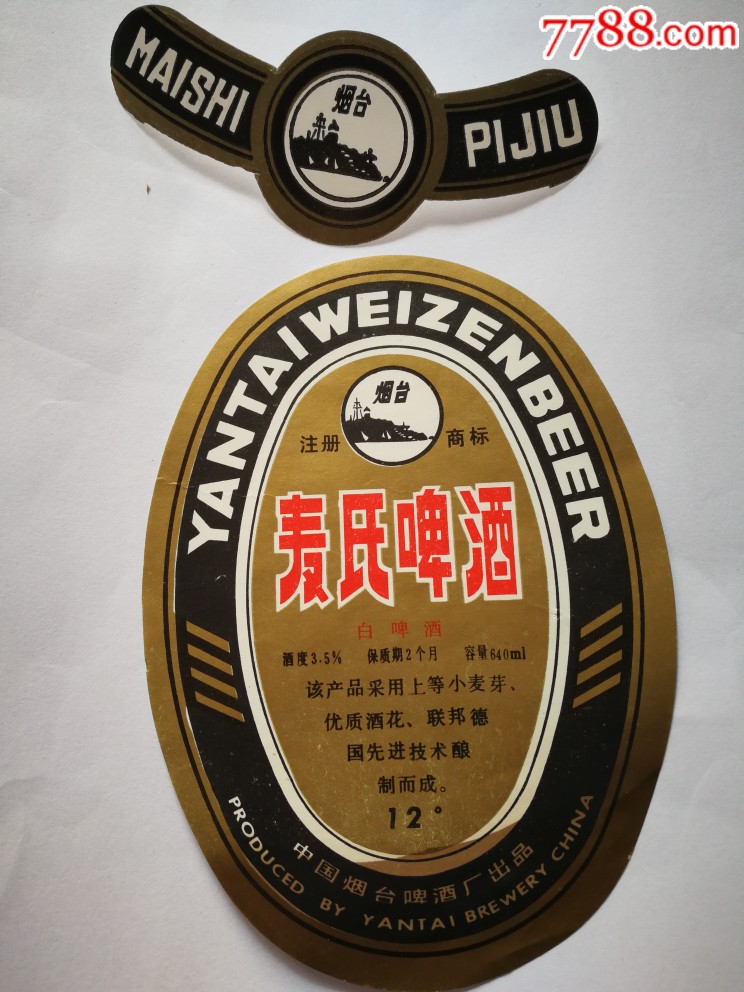 7788.com
MAISHI
烟台
PIJIU
YANTAIWEIZENBEER
烟台
注册 商标
麦氏啤酒
白啤酒
酒度3.5% 保质期2个月 容量640ml
该产品采用上等小麦芽、
优质酒花、联邦德
国先进技术酿
制而成。
12°
中国烟台啤酒厂出品
PRODUCED BY YANTAI BREWERY CHINA